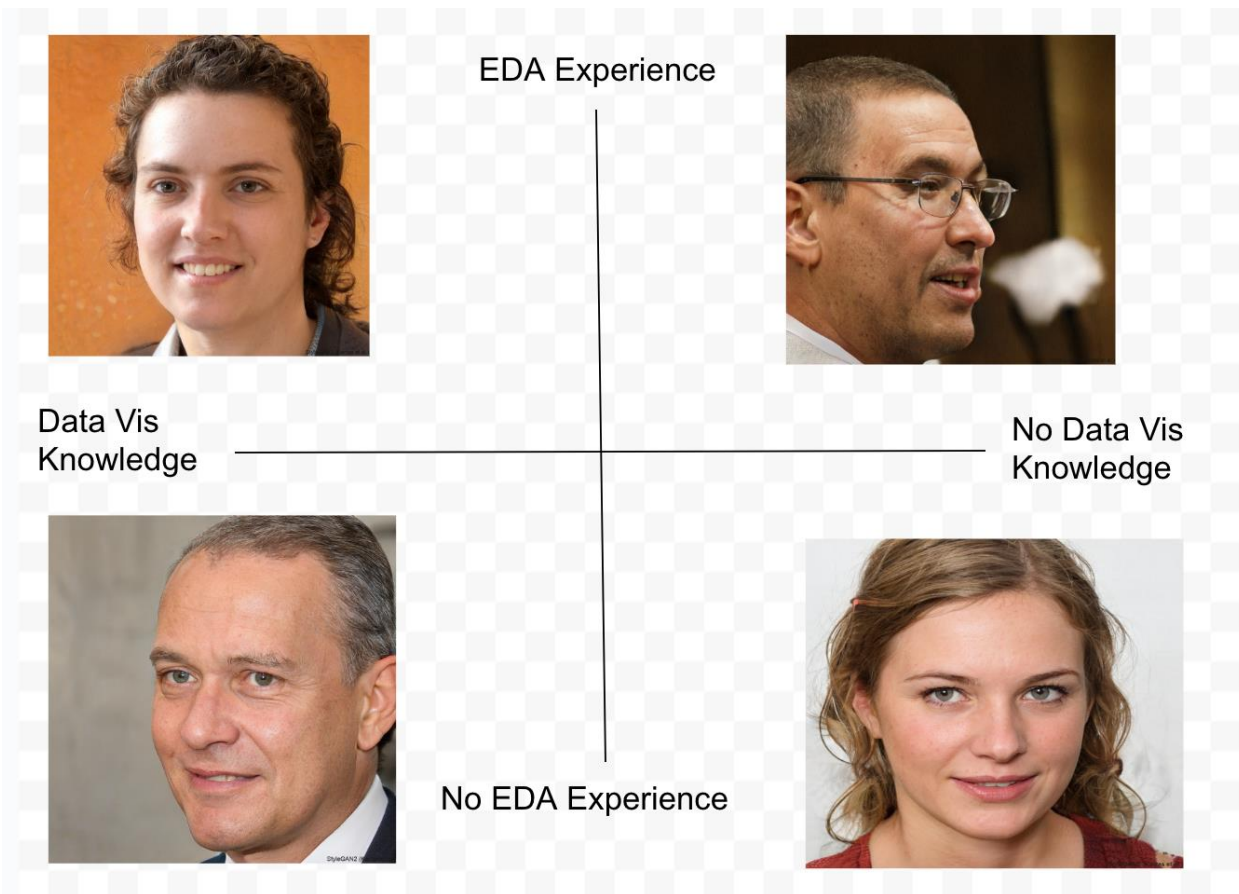 EDA Experience
Data Vis
Knowledge
No Data Vis
Knowledge
No EDA Experience
StyleGAN2